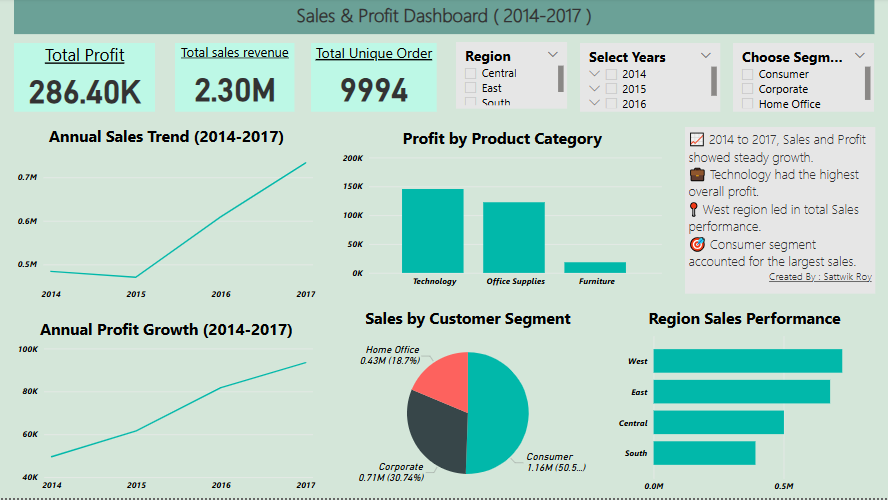 Sales & Profit Dashboard ( 2014-2017 )
Total Profit
286.40K
Total sales revenue
2.30M
Total Unique Order
9994
Region
Central
East
South
Select Years
2014
2015
2016
Choose Segm...
Consumer
Corporate
Home Office
Annual Sales Trend (2014-2017)
0.7M
0.6M
0.5M
2014 2015 2016 2017
Profit by Product Category
200K
150K
100K
50K
0K
Technology Office Supplies Furniture
📈 2014 to 2017, Sales and Profit
showed steady growth.
💼 Technology had the highest
overall profit.
📍 West region led in total Sales
performance.
🎯 Consumer segment
accounted for the largest sales.
Created By : Sattwik Roy
Annual Profit Growth (2014-2017)
100K
80K
60K
40K
2014 2015 2016 2017
Sales by Customer Segment
Home Office
0.43M (18.7%)
Corporate
0.71M (30.74%)
Consumer
1.16M (50.5...)
Region Sales Performance
West
East
Central
South
0.0M 0.5M